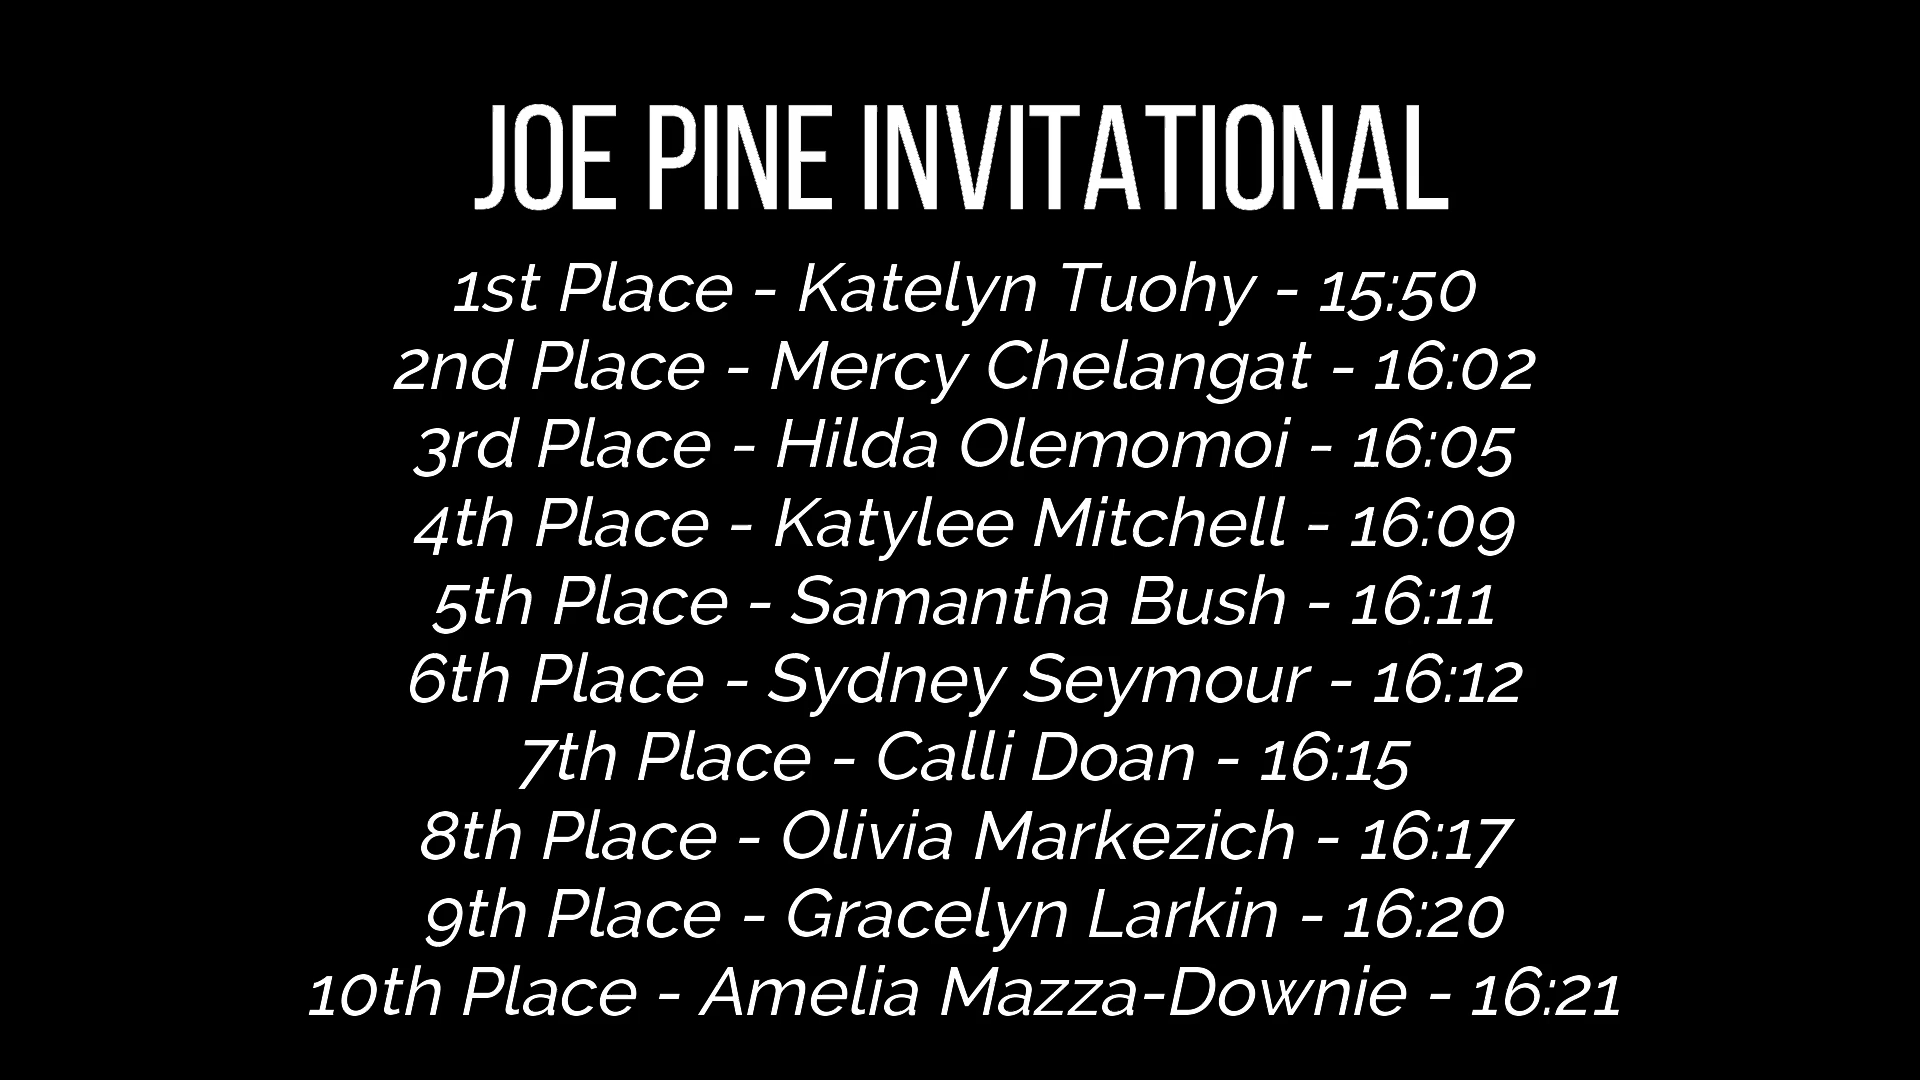 JOE PINE INVITATIONAL
1st Place - Katelyn Tuohy - 15:50
2nd Place - Mercy Chelangat - 16:02
3rd Place - Hilda Olemomoi - 16:05
4th Place - Katylee Mitchell - 16:09
5th Place - Samantha Bush - 16:11
6th Place - Sydney Seymour - 16:12
7th Place - Calli Doan - 16:15
8th Place - Olivia Markezich - 16:17
9th Place - Gracelyn Larkin - 16:20
10th Place - Amelia Mazza-Downie - 16:21